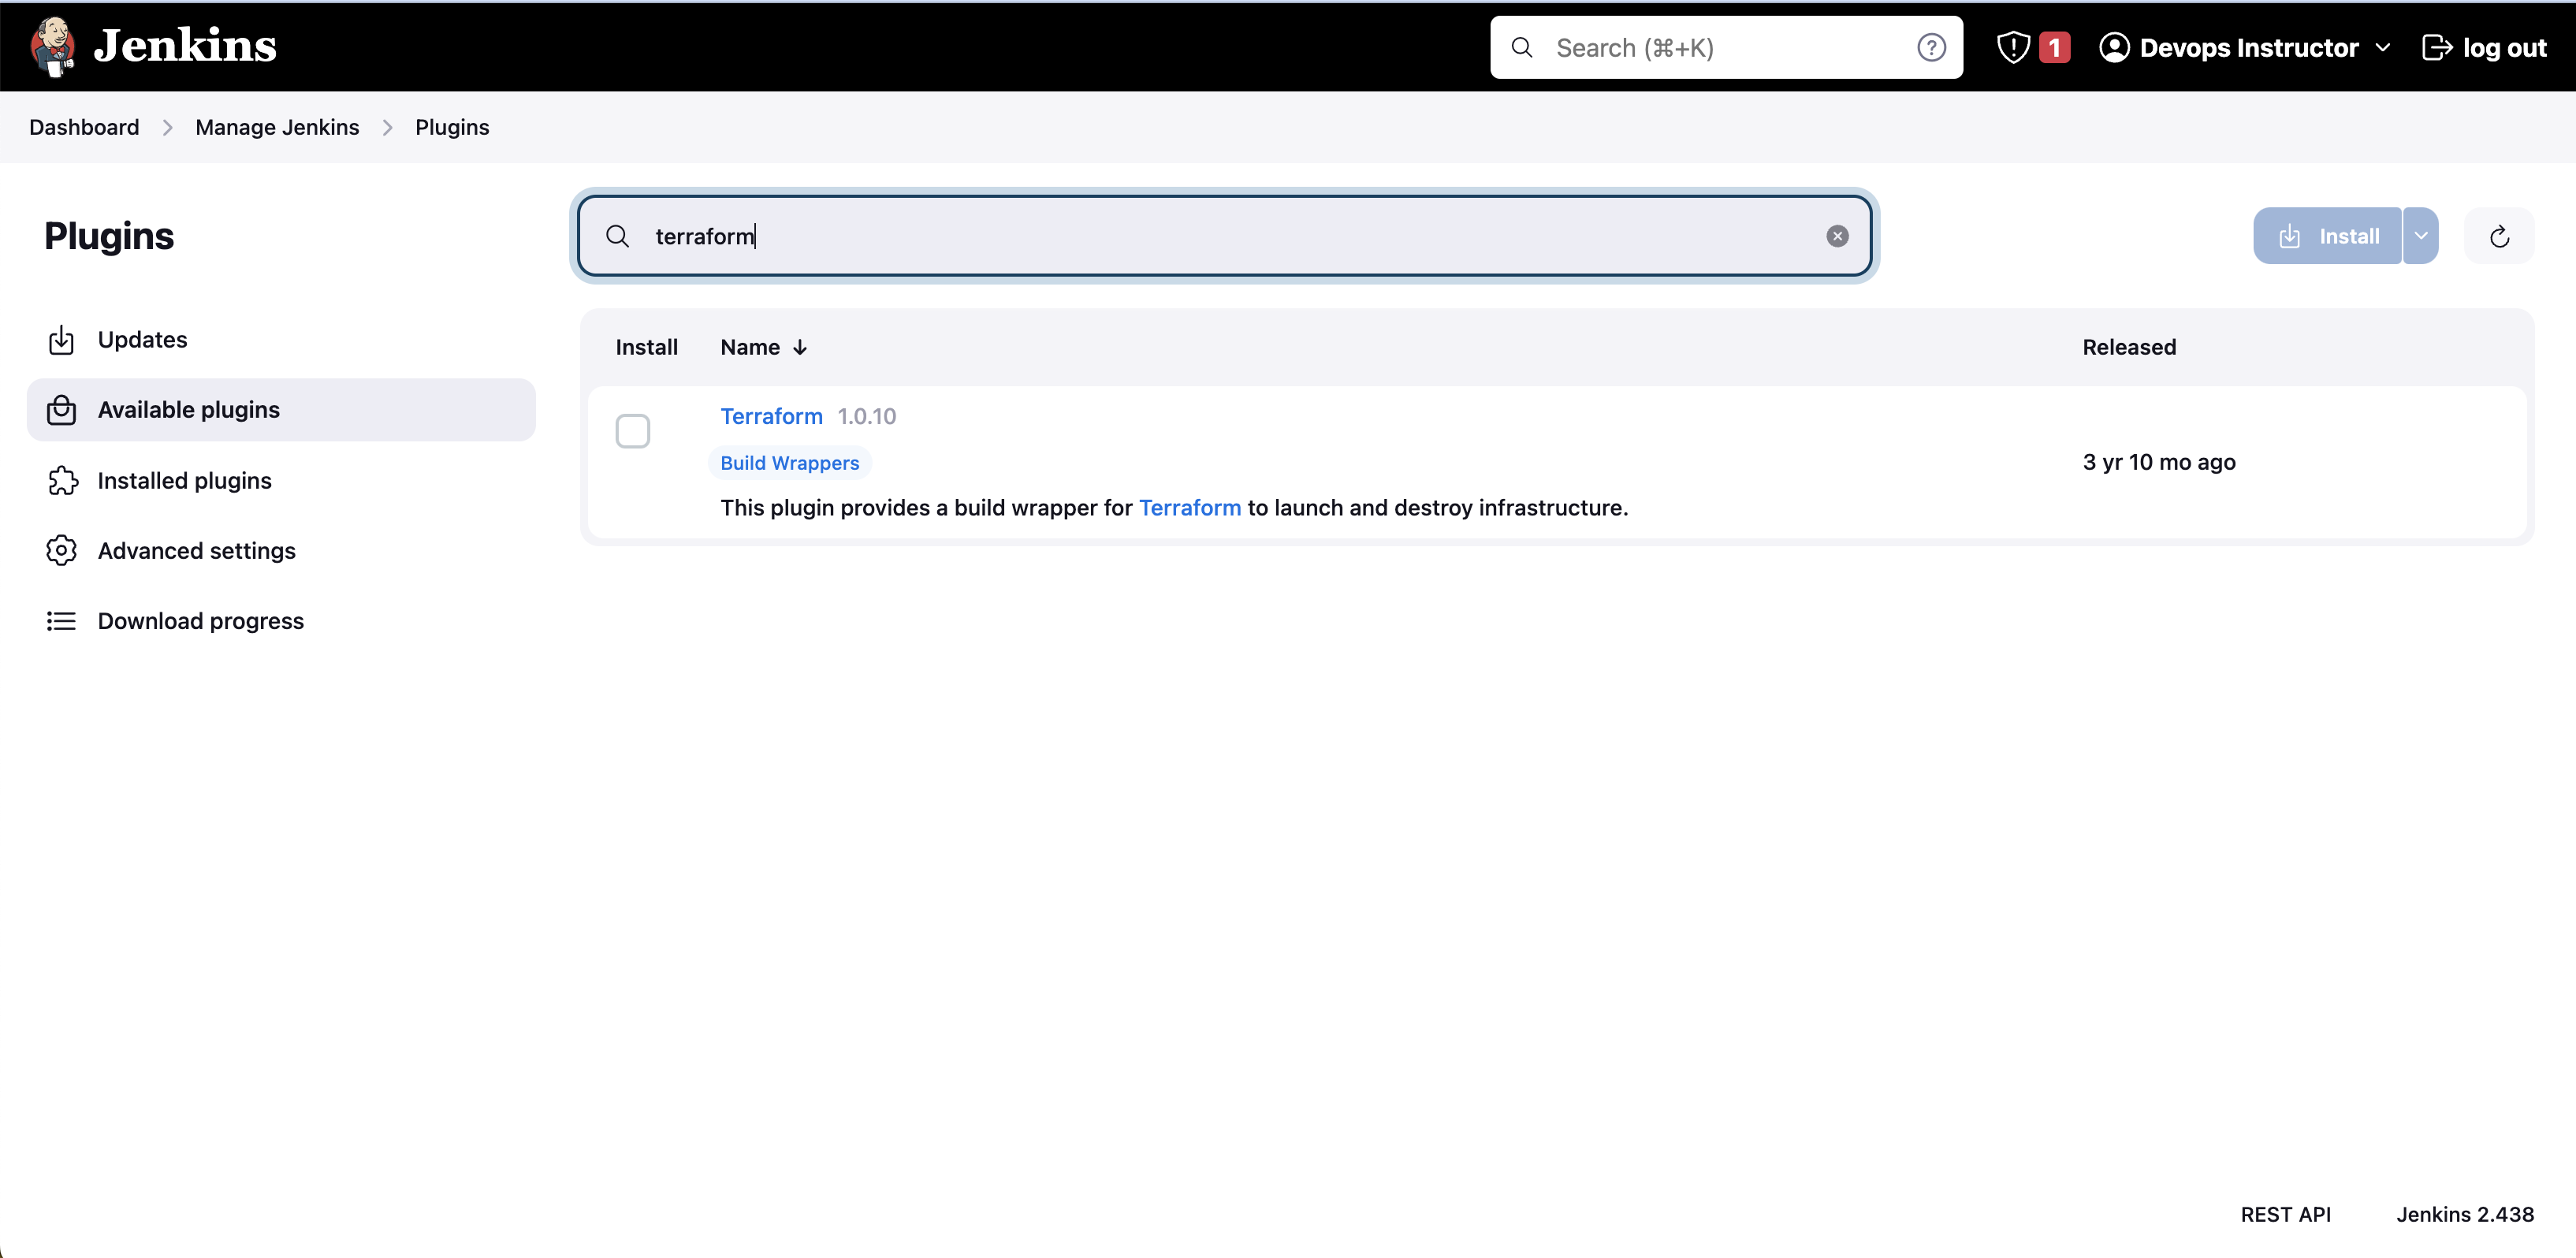 Jenkins
Search (⌘+K)
1
Devops Instructor
log out
Dashboard
Manage Jenkins
Plugins
Plugins
terraform
Install
Updates
Available plugins
Installed plugins
Advanced settings
Download progress
Install Name Released
Terraform 1.0.10
Build Wrappers
3 yr 10 mo ago
This plugin provides a build wrapper for Terraform to launch and destroy infrastructure.
REST API
Jenkins 2.438